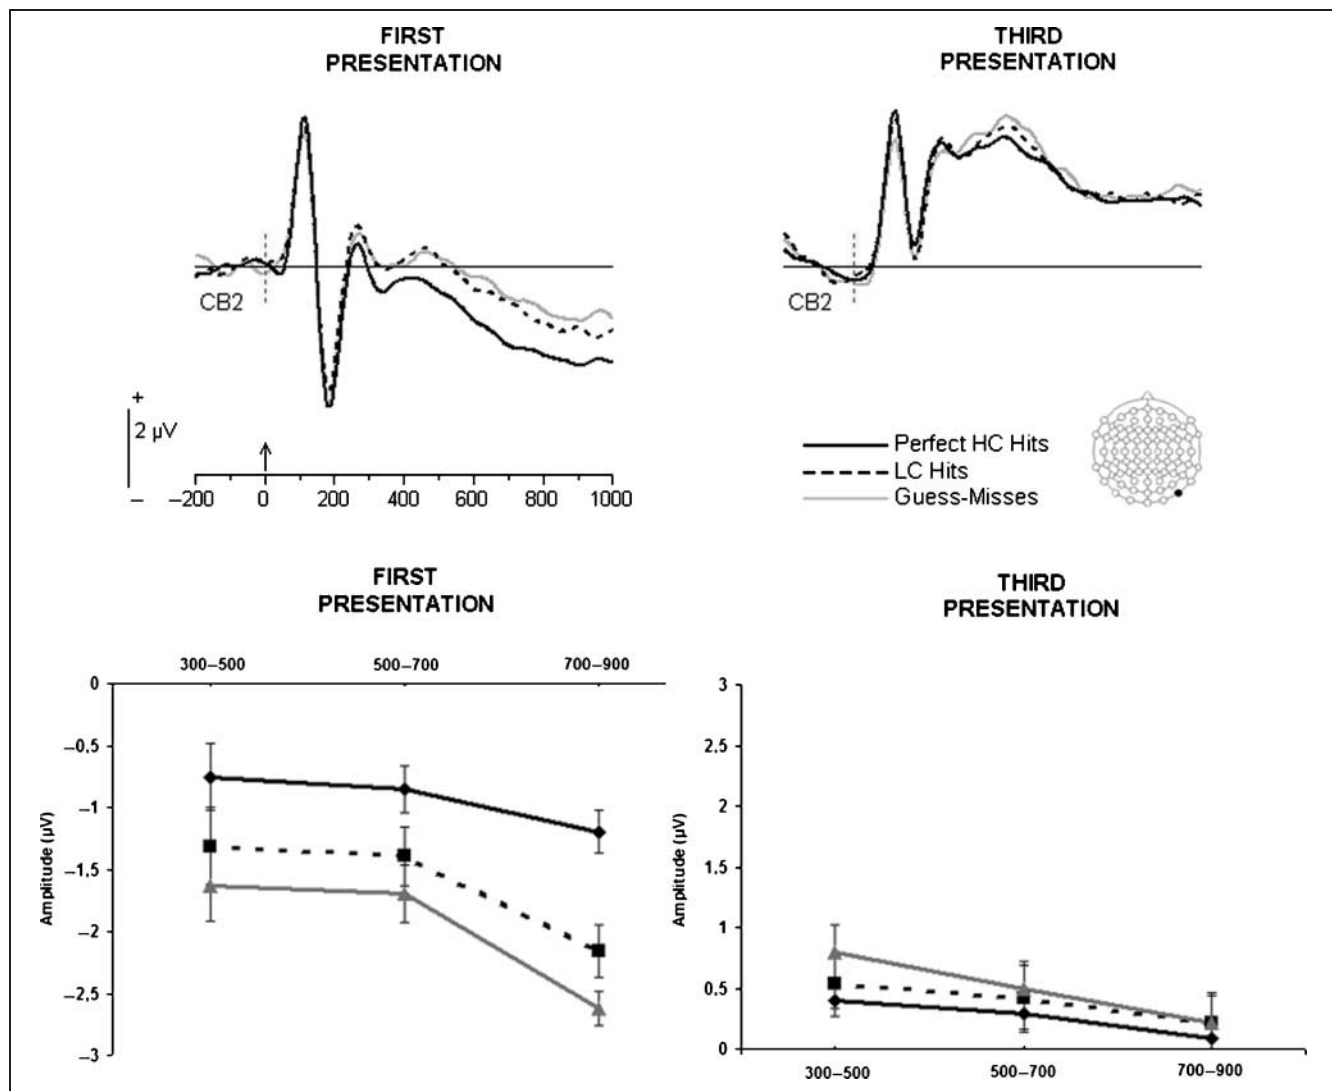 FIRST
PRESENTATION
THIRD
PRESENTATION
CB2
CB2
+
2 µV
–
–200 0 200 400 600 800 1000
Perfect HC Hits
LC Hits
Guess-Misses
FIRST
PRESENTATION
THIRD
PRESENTATION
300–500 500–700 700–900
0
–0.5
–1
–1.5
–2
–2.5
–3
Amplitude (µV)
3
2.5
2
1.5
1
0.5
0
Amplitude (µV)
300–500 500–700 700–900